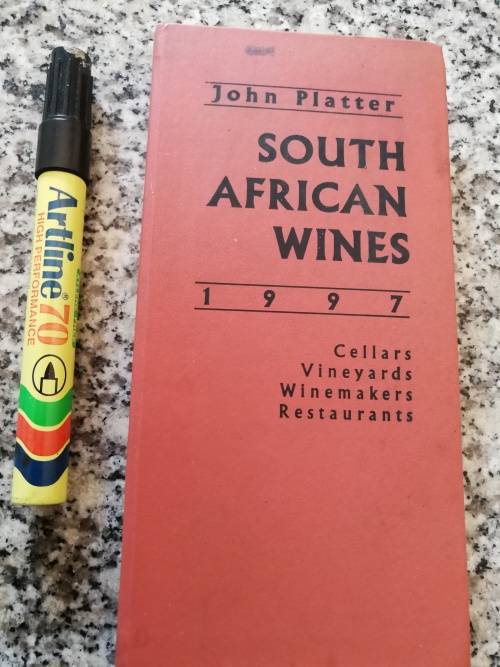 John Platter
SOUTH
AFRICAN
WINES
1 9 9 7
Cellars
Vineyards
Winemakers
Restaurants
Artline® 70
HIGH PERFORMANCE